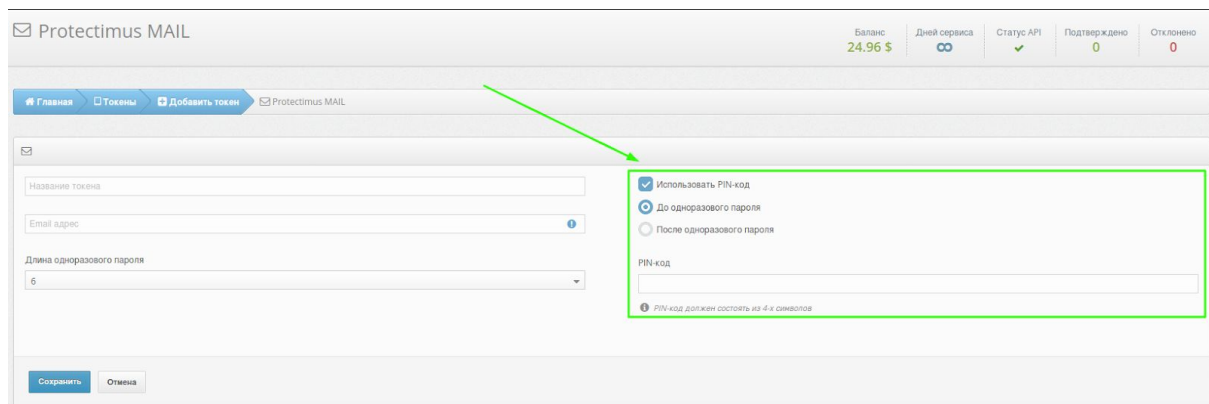 Protectimus MAIL
Баланс
24.96 $
Дней сервиса
∞
Статус API
Подтверждено
0
Отклонено
0
Главная
Токены
Добавить токен
Protectimus MAIL
Название токена
Email адрес
Длина одноразового пароля
6
Использовать PIN-код
До одноразового пароля
После одноразового пароля
PIN-код
PIN-код должен состоять из 4-х символов
Сохранить
Отмена